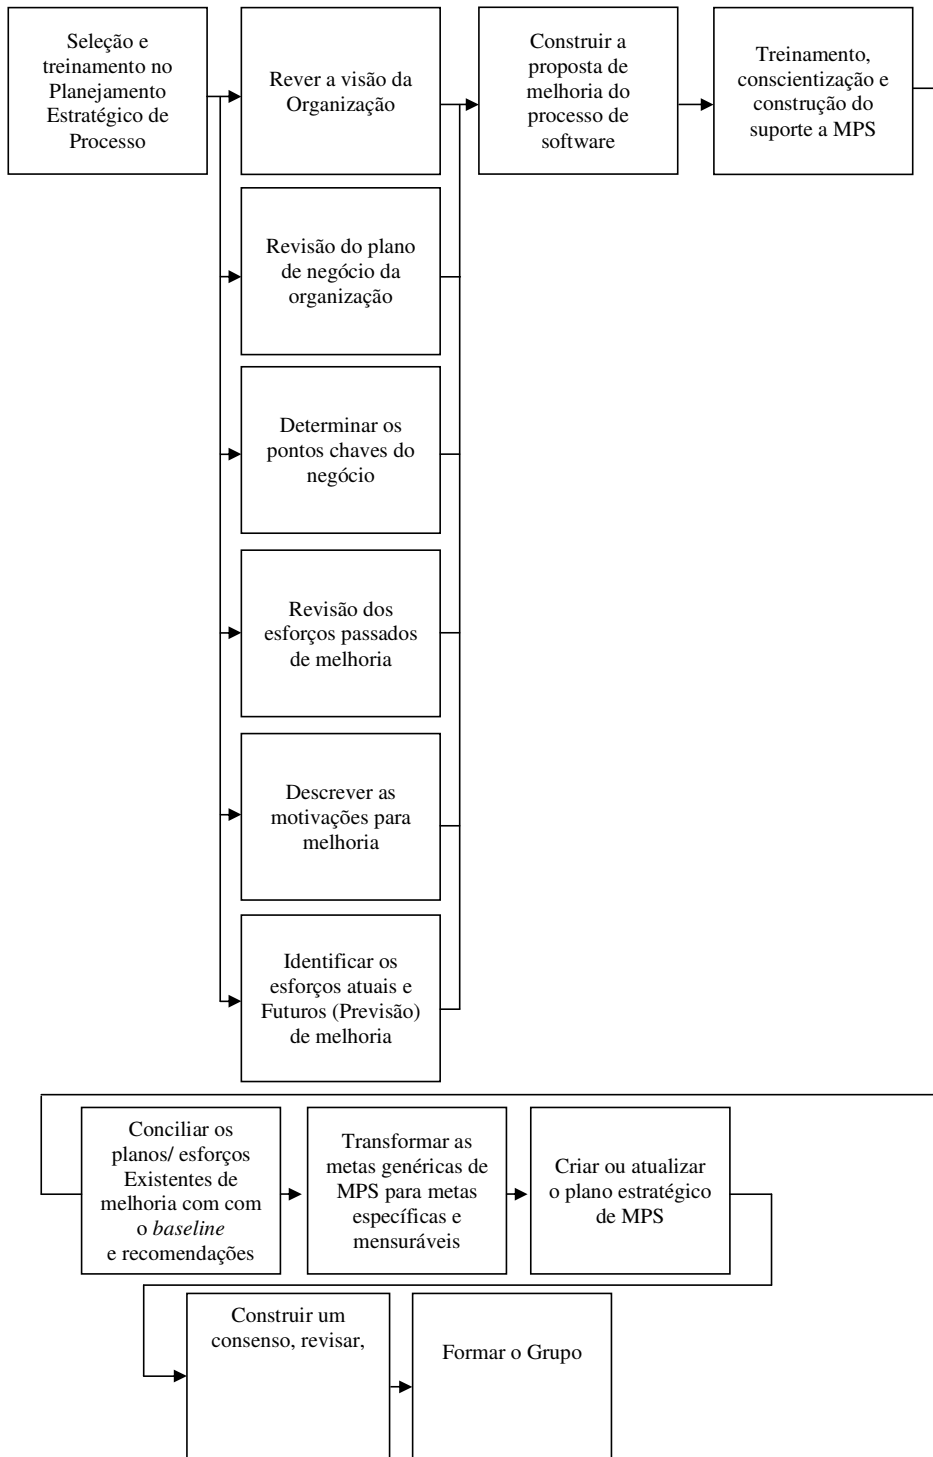 Seleção e
treinamento no
Planejamento
Estratégico de
Processo
Rever a visão da
Organização
Construir a
proposta de
melhoria do
processo de
software
Treinamento,
conscientização e
construção do
suporte a MPS
Revisão do plano
de negócio da
organização
Determinar os
pontos chaves do
negócio
Revisão dos
esforços passados
de melhoria
Descrever as
motivações para
melhoria
Identificar os
esforços atuais e
Futuros (Previsão)
de melhoria
Conciliar os
planos/ esforços
Existentes de
melhoria com com
o baseline
e recomendações
Transformar as
metas genéricas de
MPS para metas
específicas e
mensuráveis
Criar ou atualizar
o plano estratégico
de MPS
Construir um
consenso, revisar,
Formar o Grupo